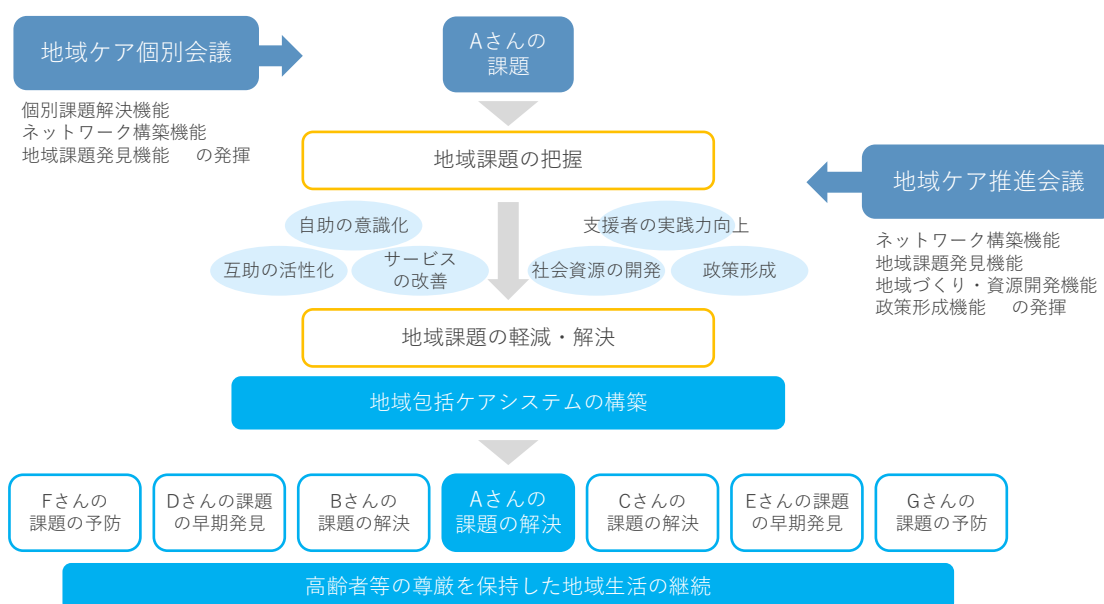 地域ケア個別会議
個別課題解決機能
ネットワーク構築機能
地域課題発見機能　の発揮
Aさんの
課題
地域課題の把握
地域ケア推進会議
ネットワーク構築機能
地域課題発見機能
地域づくり・資源開発機能
政策形成機能　の発揮
自助の意識化
支援者の実践力向上
互助の活性化
サービス
の改善
社会資源の開発
政策形成
地域課題の軽減・解決
地域包括ケアシステムの構築
Fさんの
課題の予防
Dさんの課題
の早期発見
Bさんの
課題の解決
Aさんの
課題の解決
Cさんの
課題の解決
Eさんの課題
の早期発見
Gさんの
課題の予防
高齢者等の尊厳を保持した地域生活の継続